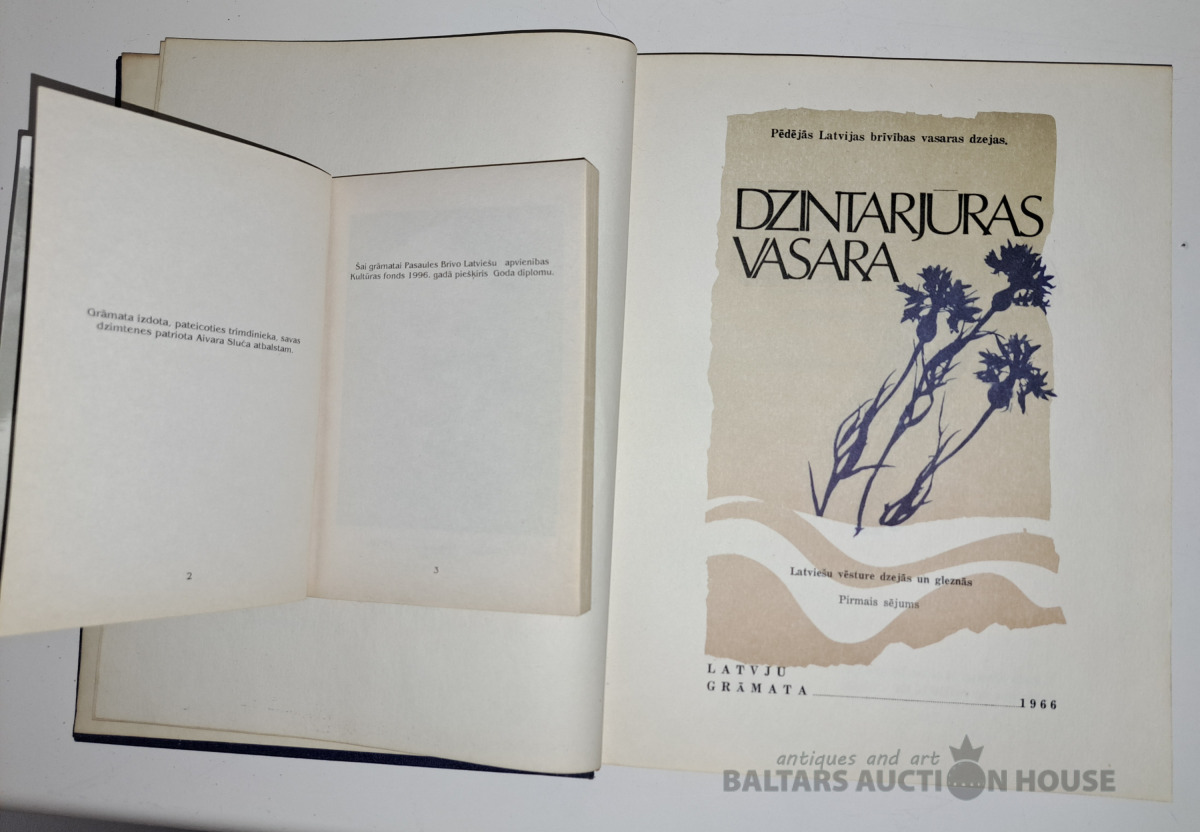 Grāmata izdota, pateicoties trimdinieka, savas
dzimtenes patriota Aivara Sluča atbalstam.
2
Šai grāmatai Pasaules Brīvo Latviešu apvienības
Kultūras fonds 1996. gadā piešķiris Goda diplomu.
3
Pēdējās Latvijas brīvības vasaras dzejas.
DZINTARJŪRAS
VASARA
Latviešu vēsture dzejās un gleznās
Pirmais sējums
LATVJU
GRĀMATA 1966
antiques and art
BALTARS AUCTION HOUSE